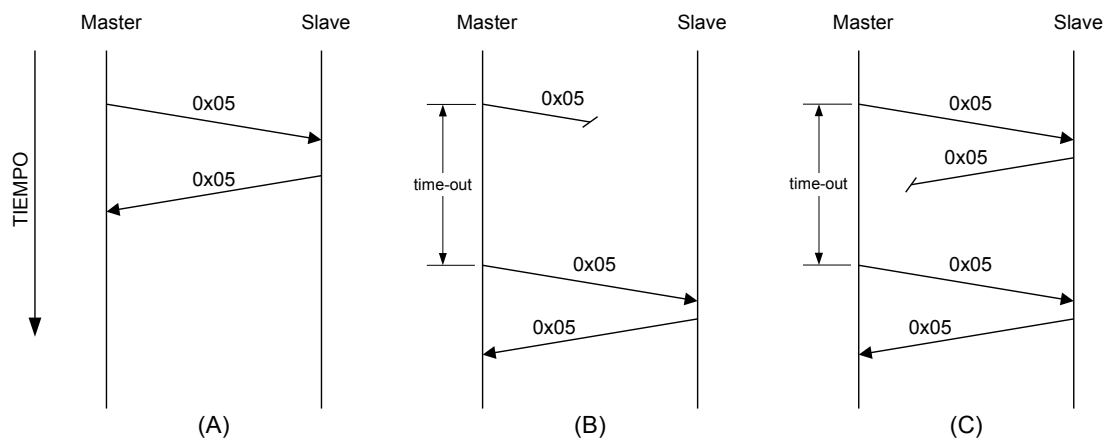 Master Slave Master Slave Master Slave
0x05 0x05 0x05
0x05 0x05
TIEMPO time-out time-out
0x05 0x05
0x05 0x05
(A) (B) (C)